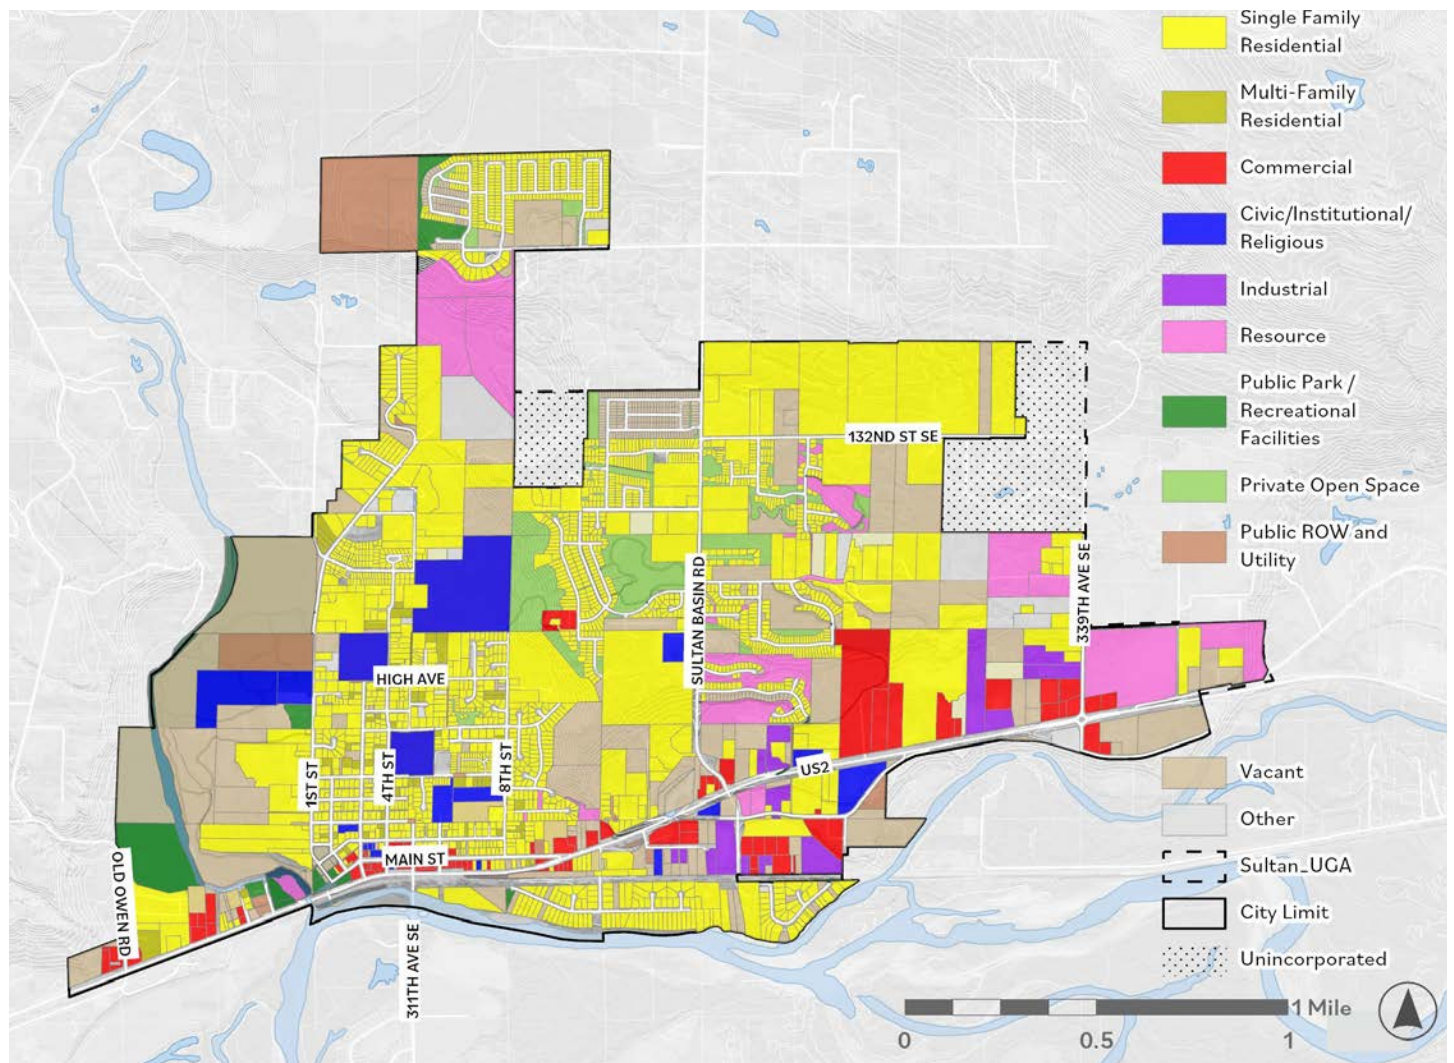 Single Family
Residential
Multi-Family
Residential
Commercial
Civic/Institutional/
Religious
Industrial
Resource
Public Park /
Recreational
Facilities
Private Open Space
Public ROW and
Utility
Vacant
Other
Sultan_UGA
City Limit
Unincorporated
132ND ST SE
SULTAN BASIN RD
339TH AVE SE
HIGH AVE
1ST ST
4TH ST
8TH ST
US2
MAIN ST
OLD OWEN RD
311TH AVE SE
1 Mile
0
0.5
1